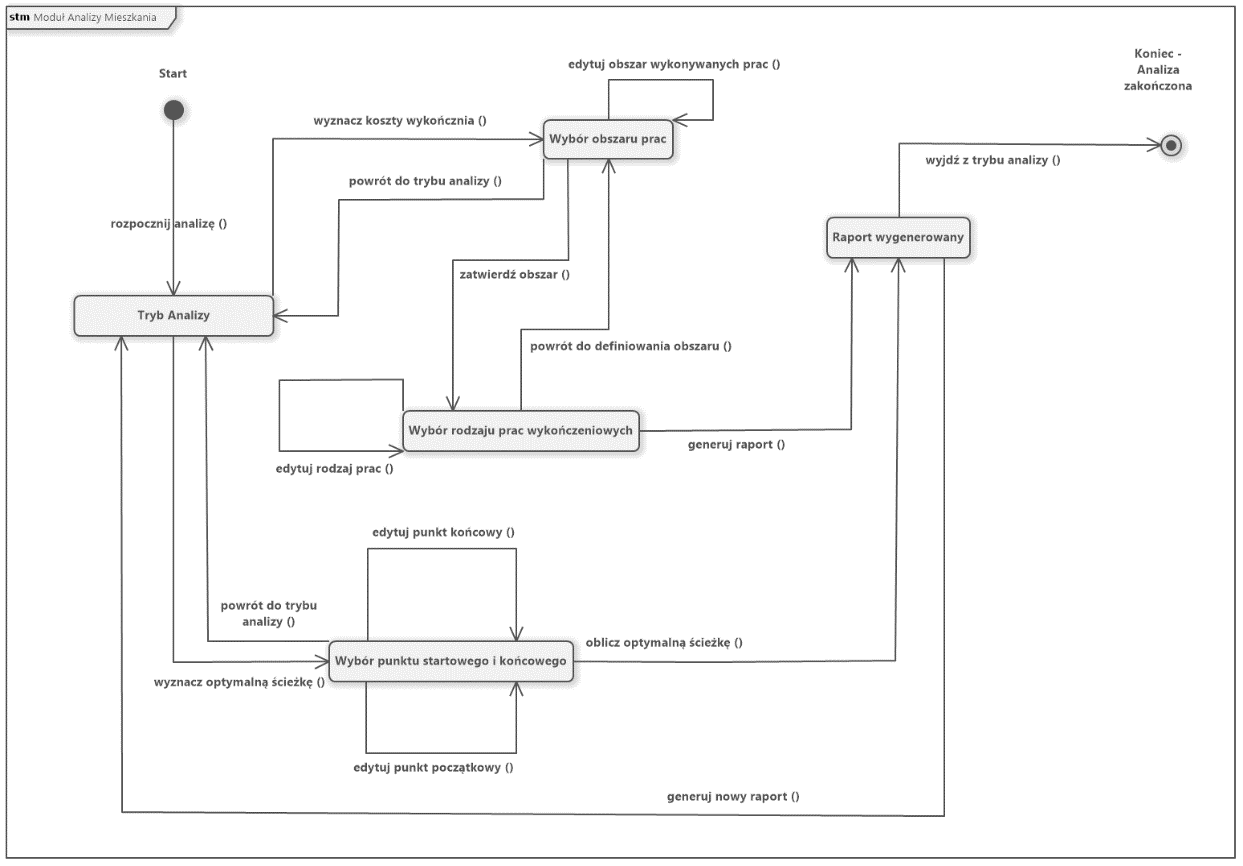 stm Moduł Analizy Mieszkania
Start
edytuj obszar wykonywanych prac ()
Koniec -
Analiza
zakończona
wyznacz koszty wykończnia ()
Wybór obszaru prac
wyjdź z trybu analizy ()
powrót do trybu analizy ()
rozpocznij analizę ()
Raport wygenerowany
zatwierdź obszar ()
Tryb Analizy
powrót do definiowania obszaru ()
Wybór rodzaju prac wykończeniowych
generuj raport ()
edytuj rodzaj prac ()
edytuj punkt końcowy ()
powrót do trybu
analizy ()
oblicz optymalną ścieżkę ()
Wybór punktu startowego i końcowego
wyznacz optymalną ścieżkę ()
edytuj punkt początkowy ()
generuj nowy raport ()